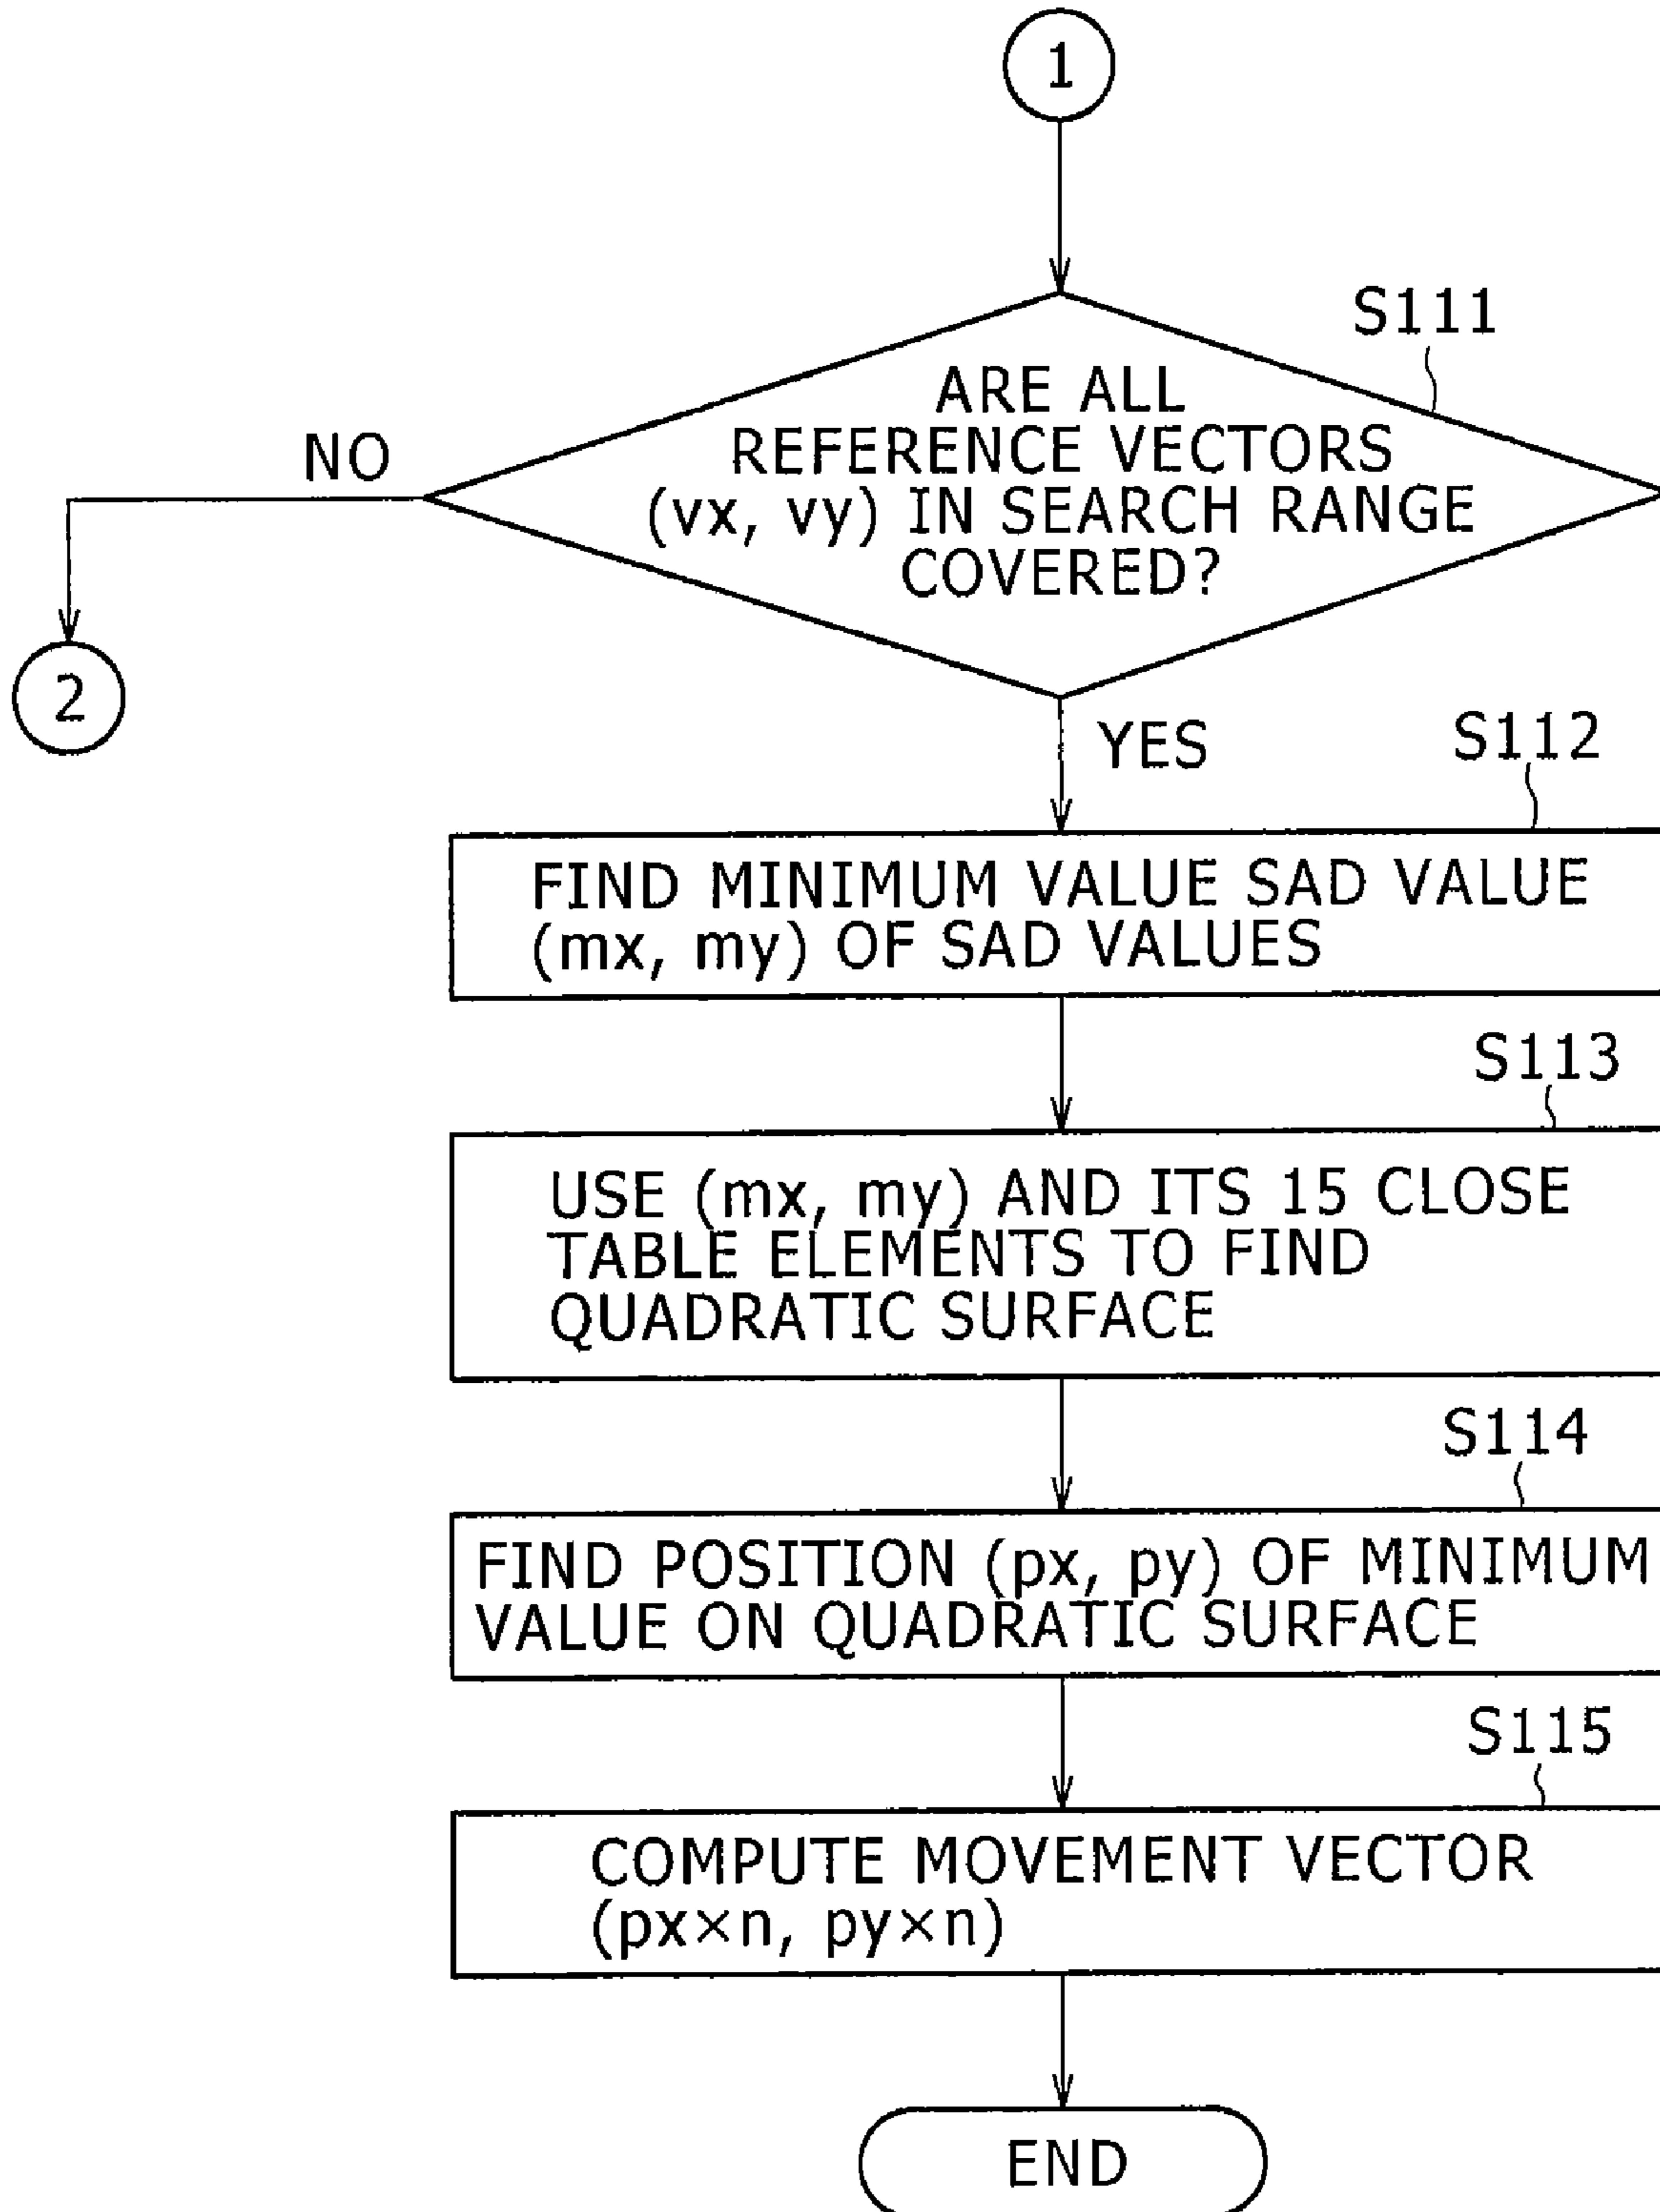 1
S111
ARE ALL
REFERENCE VECTORS
(vx, vy) IN SEARCH RANGE
COVERED?
NO
2
YES
S112
FIND MINIMUM VALUE SAD VALUE
(mx, my) OF SAD VALUES
S113
USE (mx, my) AND ITS 15 CLOSE
TABLE ELEMENTS TO FIND
QUADRATIC SURFACE
S114
FIND POSITION (px, py) OF MINIMUM
VALUE ON QUADRATIC SURFACE
S115
COMPUTE MOVEMENT VECTOR
(px×n, py×n)
END